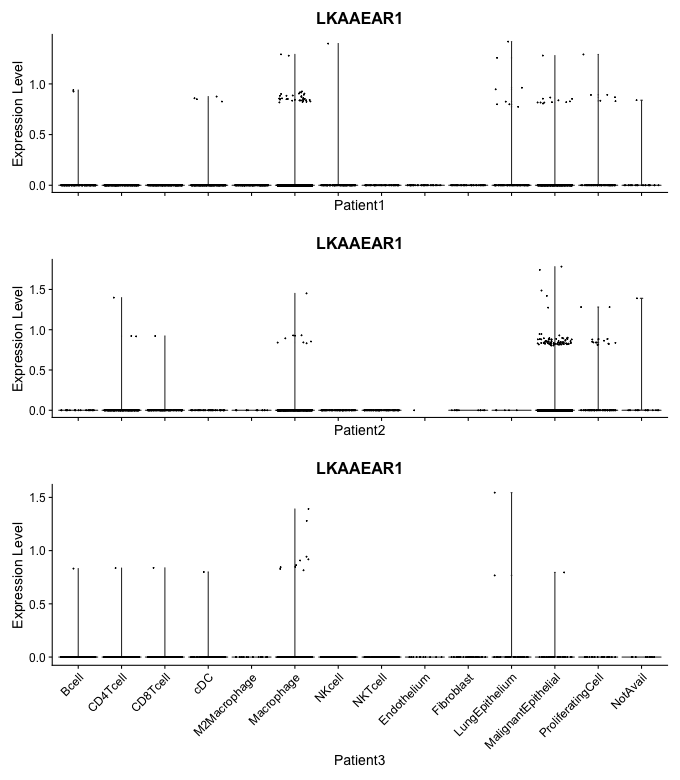 LKAAEAR1
Expression Level
1.0
0.5
0.0
Patient1
LKAAEAR1
Expression Level
1.5
1.0
0.5
0.0
Patient2
LKAAEAR1
Expression Level
1.5
1.0
0.5
0.0
Bcell
CD4Tcell
CD8Tcell
cDC
M2Macrophage
Macrophage
NKcell
NKTcell
Endothelium
Fibroblast
LungEpithelium
MalignantEpithelial
ProliferatingCell
NotAvail
Patient3